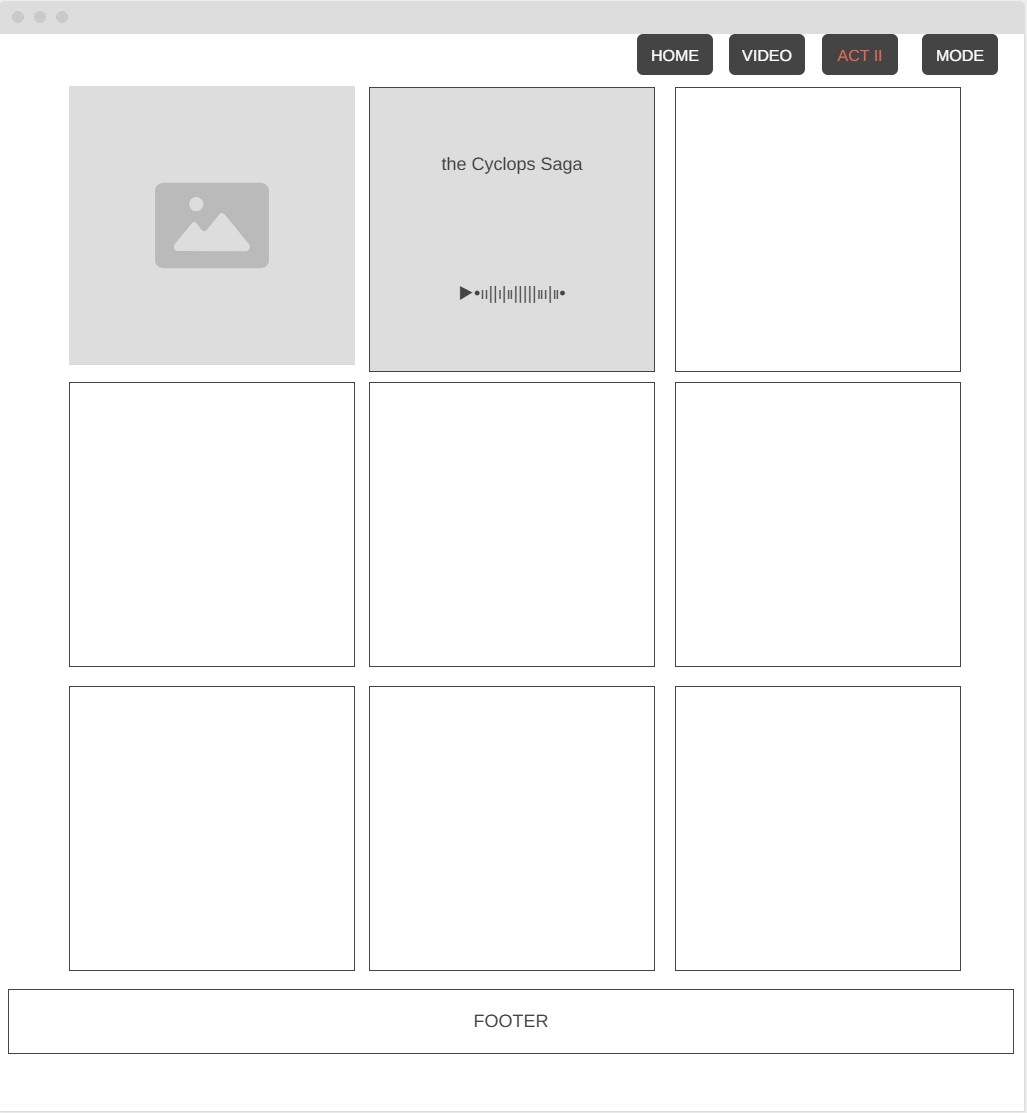 HOME VIDEO ACT II MODE
the Cyclops Saga
▶•၊၊||၊|။||||။၊|။•
FOOTER